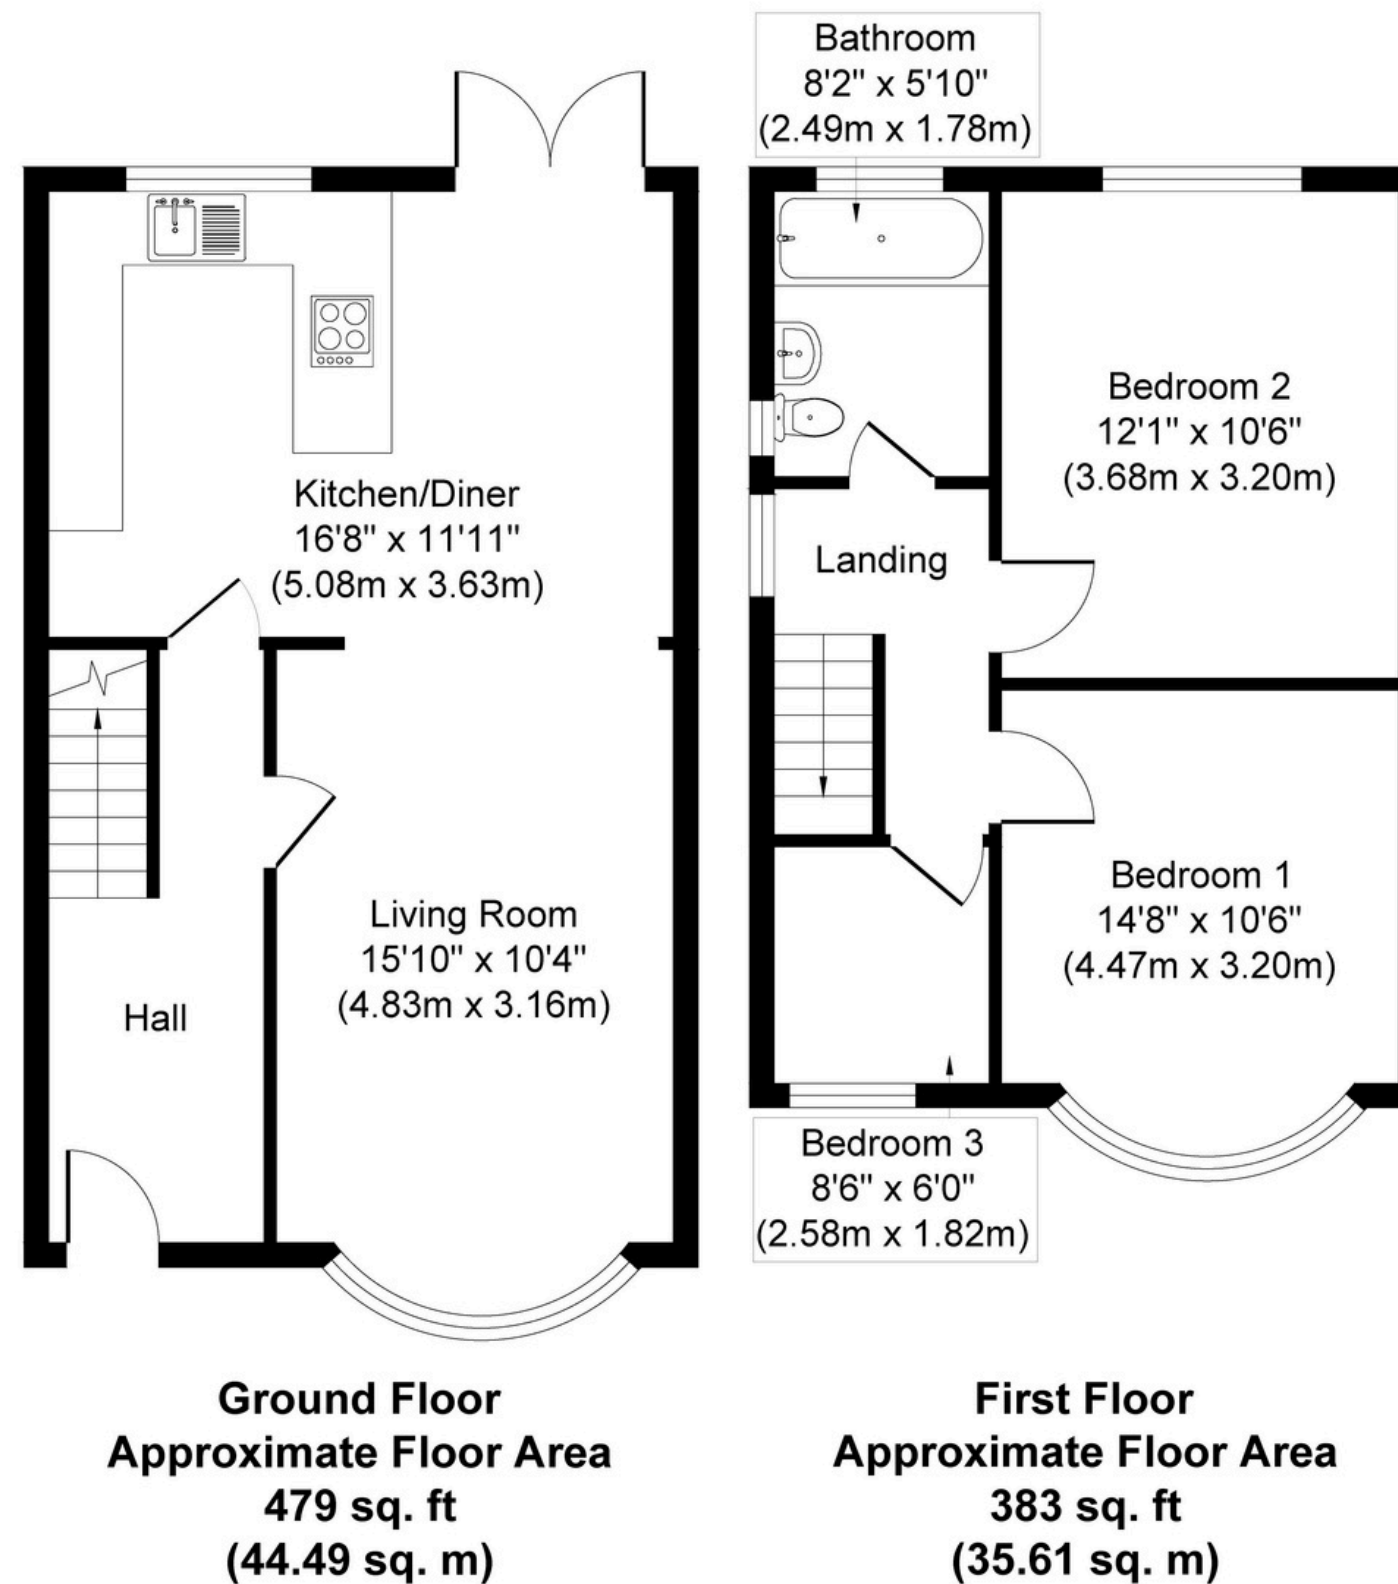 Bathroom
8'2" x 5'10"
(2.49m x 1.78m)
Kitchen/Diner
16'8" x 11'11"
(5.08m x 3.63m)
Living Room
15'10" x 10'4"
(4.83m x 3.16m)
Hall
Bedroom 2
12'1" x 10'6"
(3.68m x 3.20m)
Landing
Bedroom 1
14'8" x 10'6"
(4.47m x 3.20m)
Bedroom 3
8'6" x 6'0"
(2.58m x 1.82m)
Ground Floor
Approximate Floor Area
479 sq. ft
(44.49 sq. m)
First Floor
Approximate Floor Area
383 sq. ft
(35.61 sq. m)